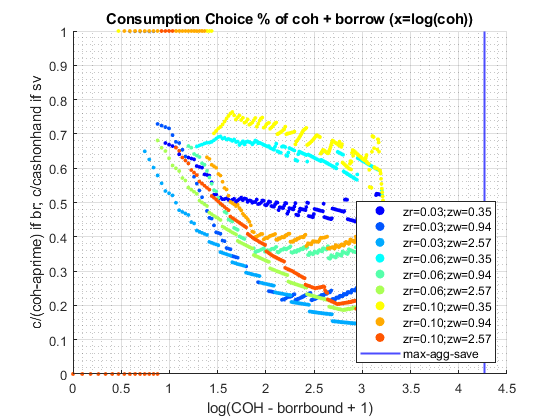 Consumption Choice % of coh + borrow (x=log(coh))
c/(coh-aprime) if br, c/cashonhand if sv
1
0.9
0.8
0.7
0.6
0.5
0.4
0.3
0.2
0.1
0
zr=0.03;zw=0.35
zr=0.03;zw=0.94
zr=0.03;zw=2.57
zr=0.06;zw=0.35
zr=0.06;zw=0.94
zr=0.06;zw=2.57
zr=0.10;zw=0.35
zr=0.10;zw=0.94
zr=0.10;zw=2.57
max-agg-save
0 0.5 1 1.5 2 2.5 3 3.5 4 4.5
log(COH - borrbound + 1)